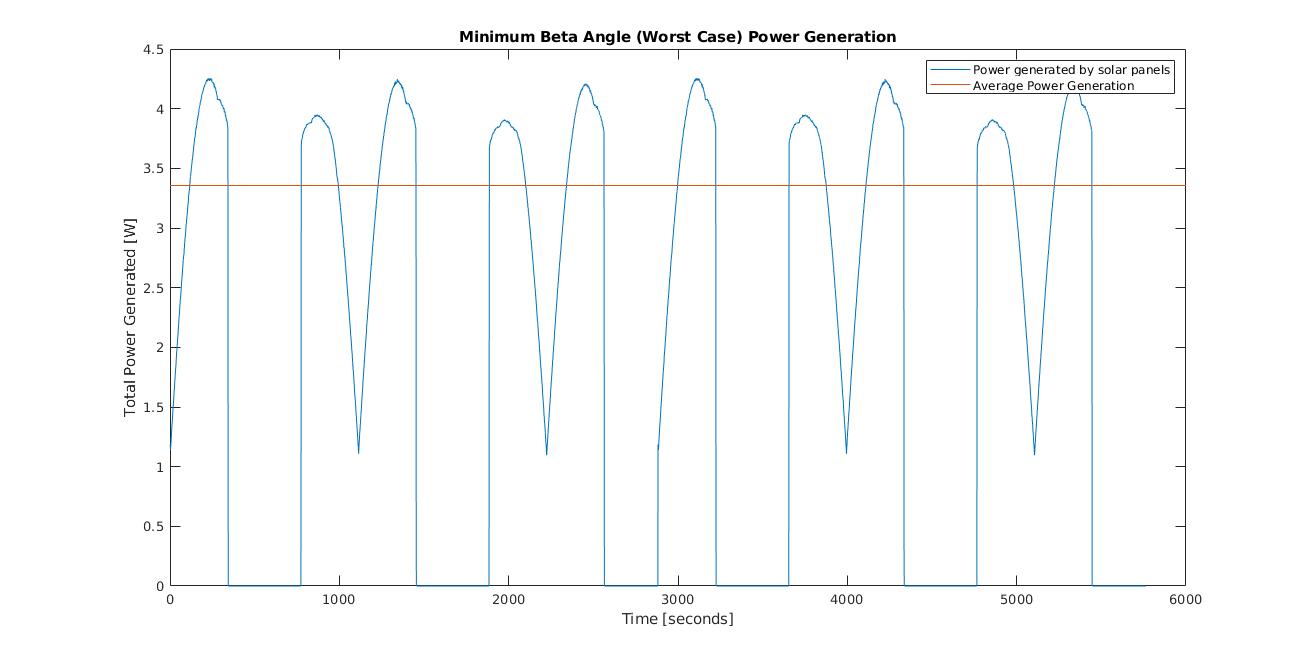 Minimum Beta Angle (Worst Case) Power Generation
Power generated by solar panels
Average Power Generation
Total Power Generated [W]
4.5
4
3.5
3
2.5
2
1.5
1
0.5
0
0 1000 2000 3000 4000 5000 6000
Time [seconds]